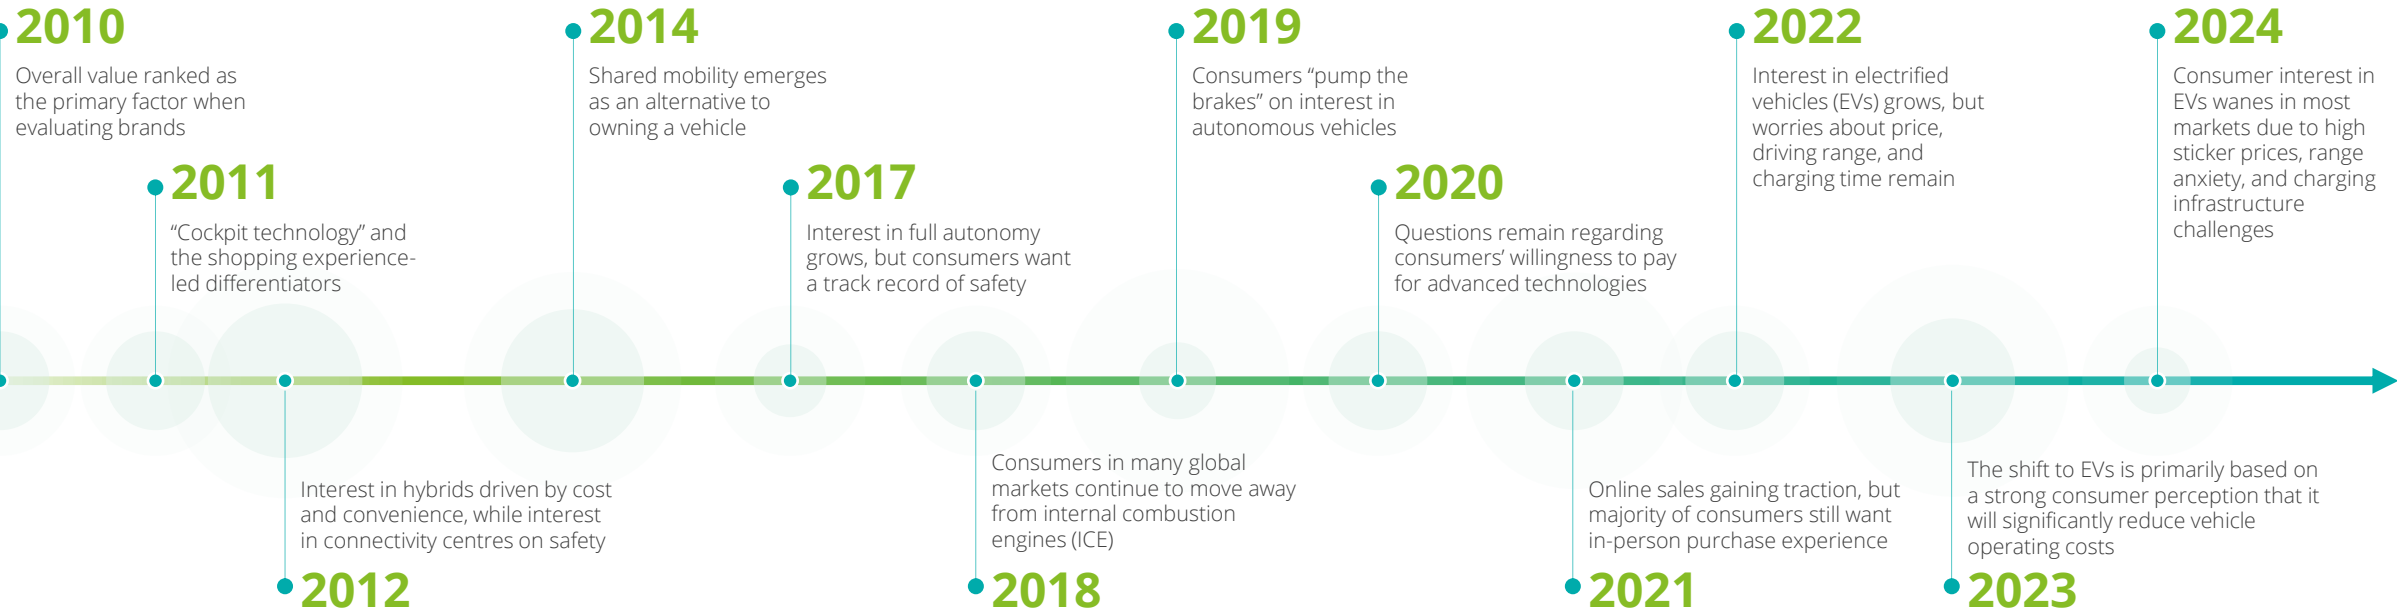 2010
Overall value ranked as
the primary factor when
evaluating brands
2011
“Cockpit technology” and
the shopping experience-
led differentiators
2012
Interest in hybrids driven by cost
and convenience, while interest
in connectivity centres on safety
2014
Shared mobility emerges
as an alternative to
owning a vehicle
2017
Interest in full autonomy
grows, but consumers want
a track record of safety
2018
Consumers in many global
markets continue to move away
from internal combustion
engines (ICE)
2019
Consumers “pump the
brakes” on interest in
autonomous vehicles
2020
Questions remain regarding
consumers’ willingness to pay
for advanced technologies
2021
Online sales gaining traction, but
majority of consumers still want
in-person purchase experience
2022
Interest in electrified
vehicles (EVs) grows, but
worries about price,
driving range, and
charging time remain
2023
The shift to EVs is primarily based on
a strong consumer perception that it
will significantly reduce vehicle
operating costs
2024
Consumer interest in
EVs wanes in most
markets due to high
sticker prices, range
anxiety, and charging
infrastructure
challenges